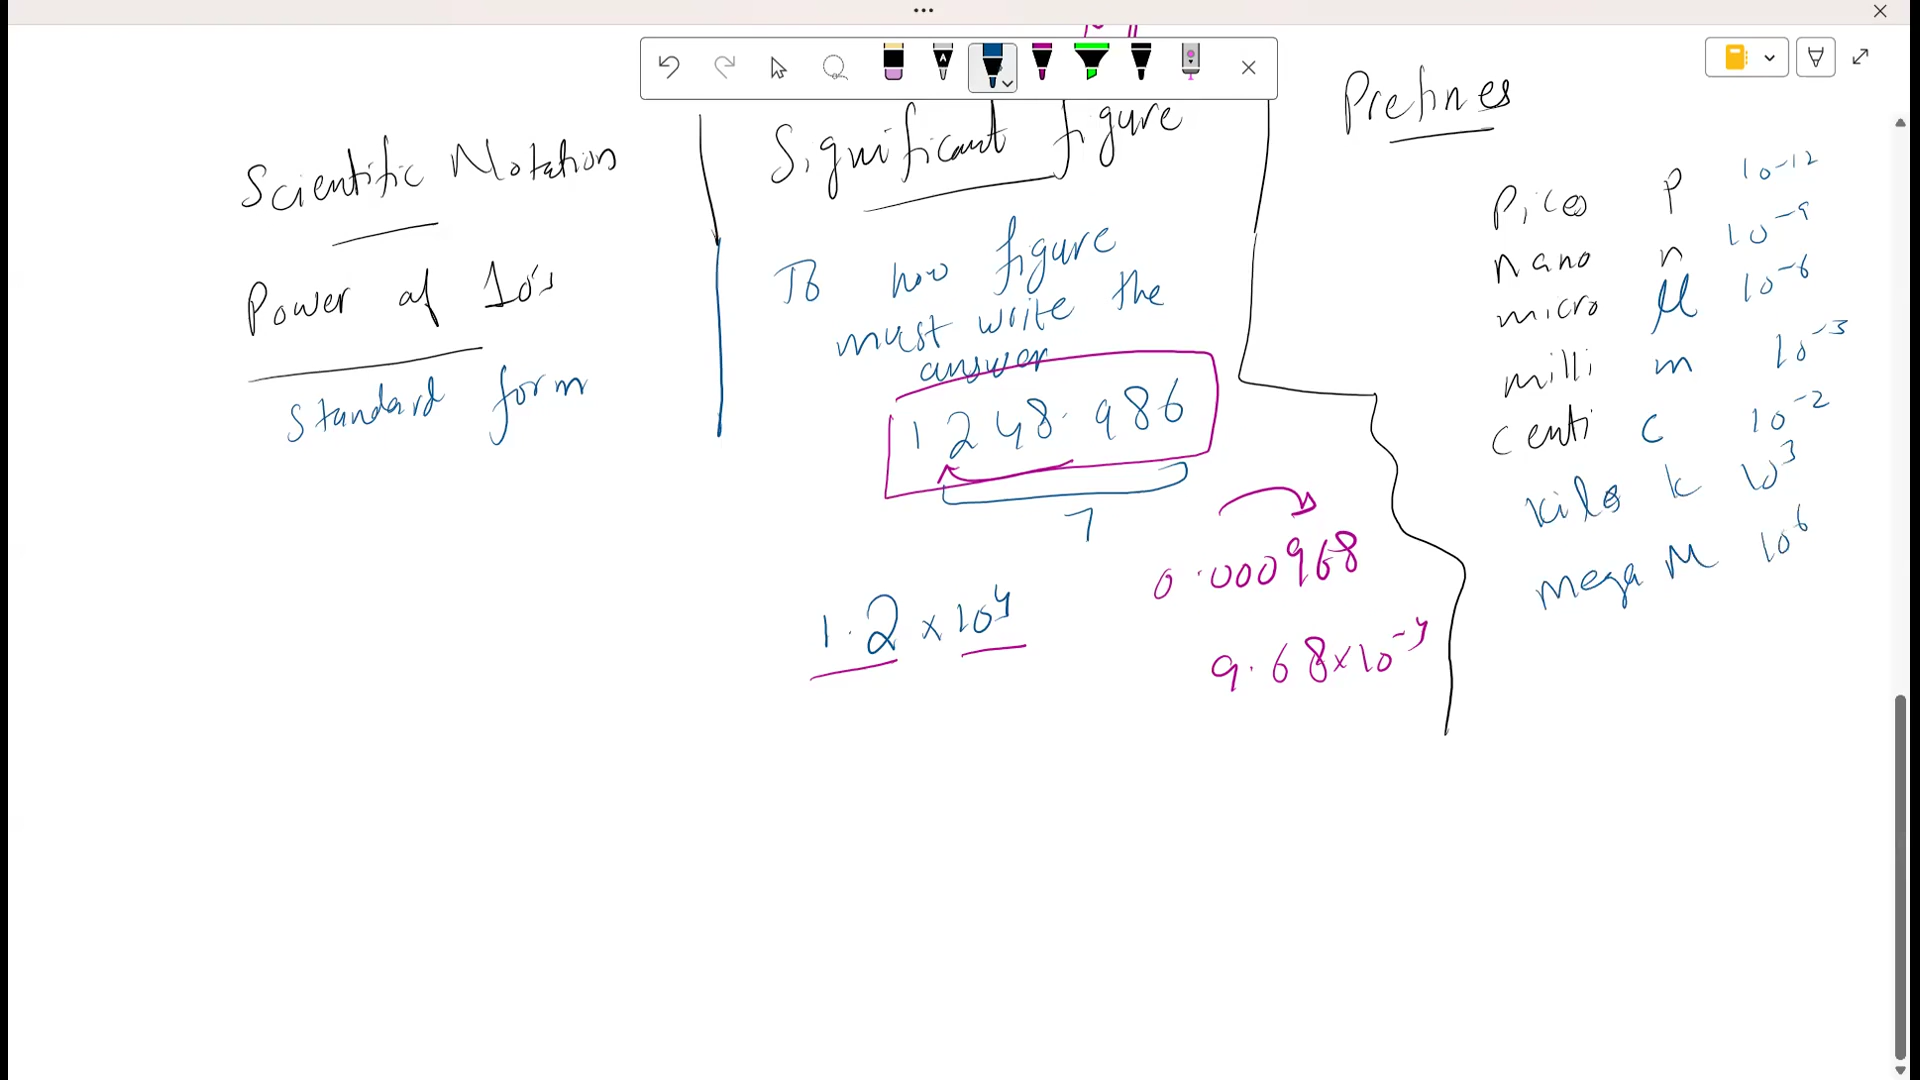 Scientific Notation
Power of 10's
Standard form
Significant figure
To how figure
must write the
answer
1248.986
7
1.2 × 10⁴
0.000968
9.68×10⁻⁴
Prefixes
Pico p 10⁻¹²
nano n 10⁻⁹
micro μ 10⁻⁶
milli m 10⁻³
centi c 10⁻²
kilo k 10³
mega M 10⁶